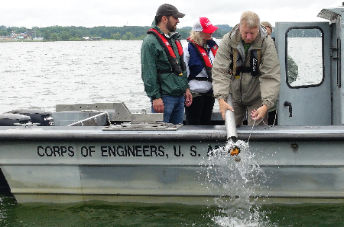 CORPS OF ENGINEERS, U. S. A